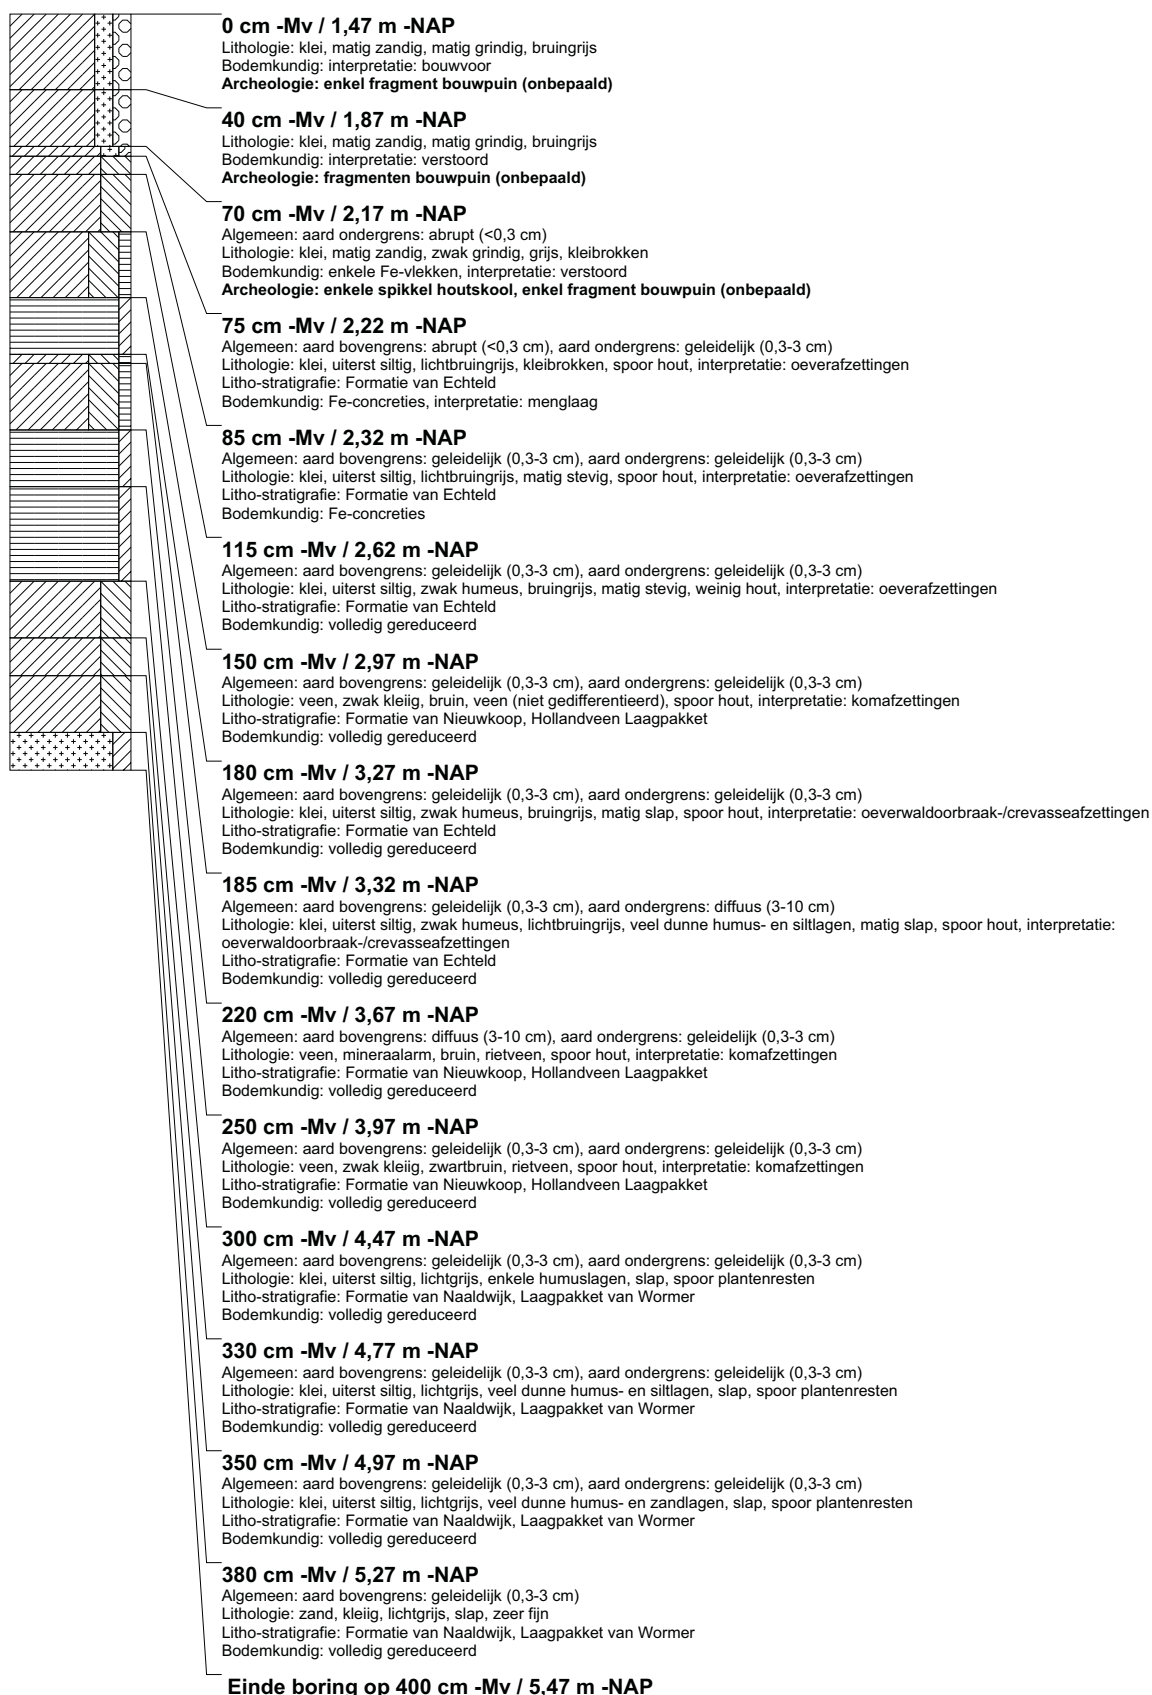 0 cm -Mv / 1,47 m -NAP
Lithologie: klei, matig zandig, matig grindig, bruingrijs
Bodemkundig: interpretatie: bouwvoor
Archeologie: enkel fragment bouwpuin (onbepaald)
40 cm -Mv / 1,87 m -NAP
Lithologie: klei, matig zandig, matig grindig, bruingrijs
Bodemkundig: interpretatie: verstoord
Archeologie: fragmenten bouwpuin (onbepaald)
70 cm -Mv / 2,17 m -NAP
Algemeen: aard ondergrens: abrupt (<0,3 cm)
Lithologie: klei, matig zandig, zwak grindig, grijs, kleibrokken
Bodemkundig: enkele Fe-vlekken, interpretatie: verstoord
Archeologie: enkele spikkel houtskool, enkel fragment bouwpuin (onbepaald)
75 cm -Mv / 2,22 m -NAP
Algemeen: aard bovengrens: abrupt (<0,3 cm), aard ondergrens: geleidelijk (0,3-3 cm)
Lithologie: klei, uiterst siltig, lichtbruingrijs, kleibrokken, spoor hout, interpretatie: oeverafzettingen
Litho-stratigrafie: Formatie van Echteld
Bodemkundig: Fe-concreties, interpretatie: menglaag
85 cm -Mv / 2,32 m -NAP
Algemeen: aard bovengrens: geleidelijk (0,3-3 cm), aard ondergrens: geleidelijk (0,3-3 cm)
Lithologie: klei, uiterst siltig, lichtbruingrijs, matig stevig, spoor hout, interpretatie: oeverafzettingen
Litho-stratigrafie: Formatie van Echteld
Bodemkundig: Fe-concreties
115 cm -Mv / 2,62 m -NAP
Algemeen: aard bovengrens: geleidelijk (0,3-3 cm), aard ondergrens: geleidelijk (0,3-3 cm)
Lithologie: klei, uiterst siltig, zwak humeus, bruingrijs, matig stevig, weinig hout, interpretatie: oeverafzettingen
Litho-stratigrafie: Formatie van Echteld
Bodemkundig: volledig gereduceerd
150 cm -Mv / 2,97 m -NAP
Algemeen: aard bovengrens: geleidelijk (0,3-3 cm), aard ondergrens: geleidelijk (0,3-3 cm)
Lithologie: veen, zwak kleiig, bruin, veen (niet gedifferentieerd), spoor hout, interpretatie: komafzettingen
Litho-stratigrafie: Formatie van Nieuwkoop, Hollandveen Laagpakket
Bodemkundig: volledig gereduceerd
180 cm -Mv / 3,27 m -NAP
Algemeen: aard bovengrens: geleidelijk (0,3-3 cm), aard ondergrens: geleidelijk (0,3-3 cm)
Lithologie: klei, uiterst siltig, zwak humeus, bruingrijs, matig slap, spoor hout, interpretatie: oeverwaldoorbraak-/crevasseafzettingen
Litho-stratigrafie: Formatie van Echteld
Bodemkundig: volledig gereduceerd
185 cm -Mv / 3,32 m -NAP
Algemeen: aard bovengrens: geleidelijk (0,3-3 cm), aard ondergrens: diffuus (3-10 cm)
Lithologie: klei, uiterst siltig, zwak humeus, lichtbruingrijs, veel dunne humus- en siltlagen, matig slap, spoor hout, interpretatie:
oeverwaldoorbraak-/crevasseafzettingen
Litho-stratigrafie: Formatie van Echteld
Bodemkundig: volledig gereduceerd
220 cm -Mv / 3,67 m -NAP
Algemeen: aard bovengrens: diffuus (3-10 cm), aard ondergrens: geleidelijk (0,3-3 cm)
Lithologie: veen, mineraalarm, bruin, rietveen, spoor hout, interpretatie: komafzettingen
Litho-stratigrafie: Formatie van Nieuwkoop, Hollandveen Laagpakket
Bodemkundig: volledig gereduceerd
250 cm -Mv / 3,97 m -NAP
Algemeen: aard bovengrens: geleidelijk (0,3-3 cm), aard ondergrens: geleidelijk (0,3-3 cm)
Lithologie: veen, zwak kleiig, zwartbruin, rietveen, spoor hout, interpretatie: komafzettingen
Litho-stratigrafie: Formatie van Nieuwkoop, Hollandveen Laagpakket
Bodemkundig: volledig gereduceerd
300 cm -Mv / 4,47 m -NAP
Algemeen: aard bovengrens: geleidelijk (0,3-3 cm), aard ondergrens: geleidelijk (0,3-3 cm)
Lithologie: klei, uiterst siltig, lichtgrijs, enkele humuslagen, slap, spoor plantenresten
Litho-stratigrafie: Formatie van Naaldwijk, Laagpakket van Wormer
Bodemkundig: volledig gereduceerd
330 cm -Mv / 4,77 m -NAP
Algemeen: aard bovengrens: geleidelijk (0,3-3 cm), aard ondergrens: geleidelijk (0,3-3 cm)
Lithologie: klei, uiterst siltig, lichtgrijs, veel dunne humus- en siltlagen, slap, spoor plantenresten
Litho-stratigrafie: Formatie van Naaldwijk, Laagpakket van Wormer
Bodemkundig: volledig gereduceerd
350 cm -Mv / 4,97 m -NAP
Algemeen: aard bovengrens: geleidelijk (0,3-3 cm), aard ondergrens: geleidelijk (0,3-3 cm)
Lithologie: klei, uiterst siltig, lichtgrijs, veel dunne humus- en zandlagen, slap, spoor plantenresten
Litho-stratigrafie: Formatie van Naaldwijk, Laagpakket van Wormer
Bodemkundig: volledig gereduceerd
380 cm -Mv / 5,27 m -NAP
Algemeen: aard bovengrens: geleidelijk (0,3-3 cm)
Lithologie: zand, kleiig, lichtgrijs, slap, zeer fijn
Litho-stratigrafie: Formatie van Naaldwijk, Laagpakket van Wormer
Bodemkundig: volledig gereduceerd
Einde boring op 400 cm -Mv / 5,47 m -NAP